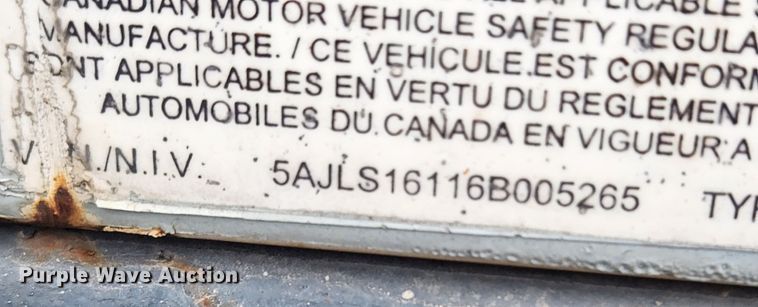 CANADIAN MOTOR VEHICLE SAFETY REGULA
MANUFACTURE. / CE VEHICULE.EST CONFORM
SONT APPLICABLES EN VERTU DU REGLEMENT
AUTOMOBILES DU CANADA EN VIGUEUR A
V.I.N./N.I.V. 5AJLS16116B005265 TYP
Purple Wave Auction